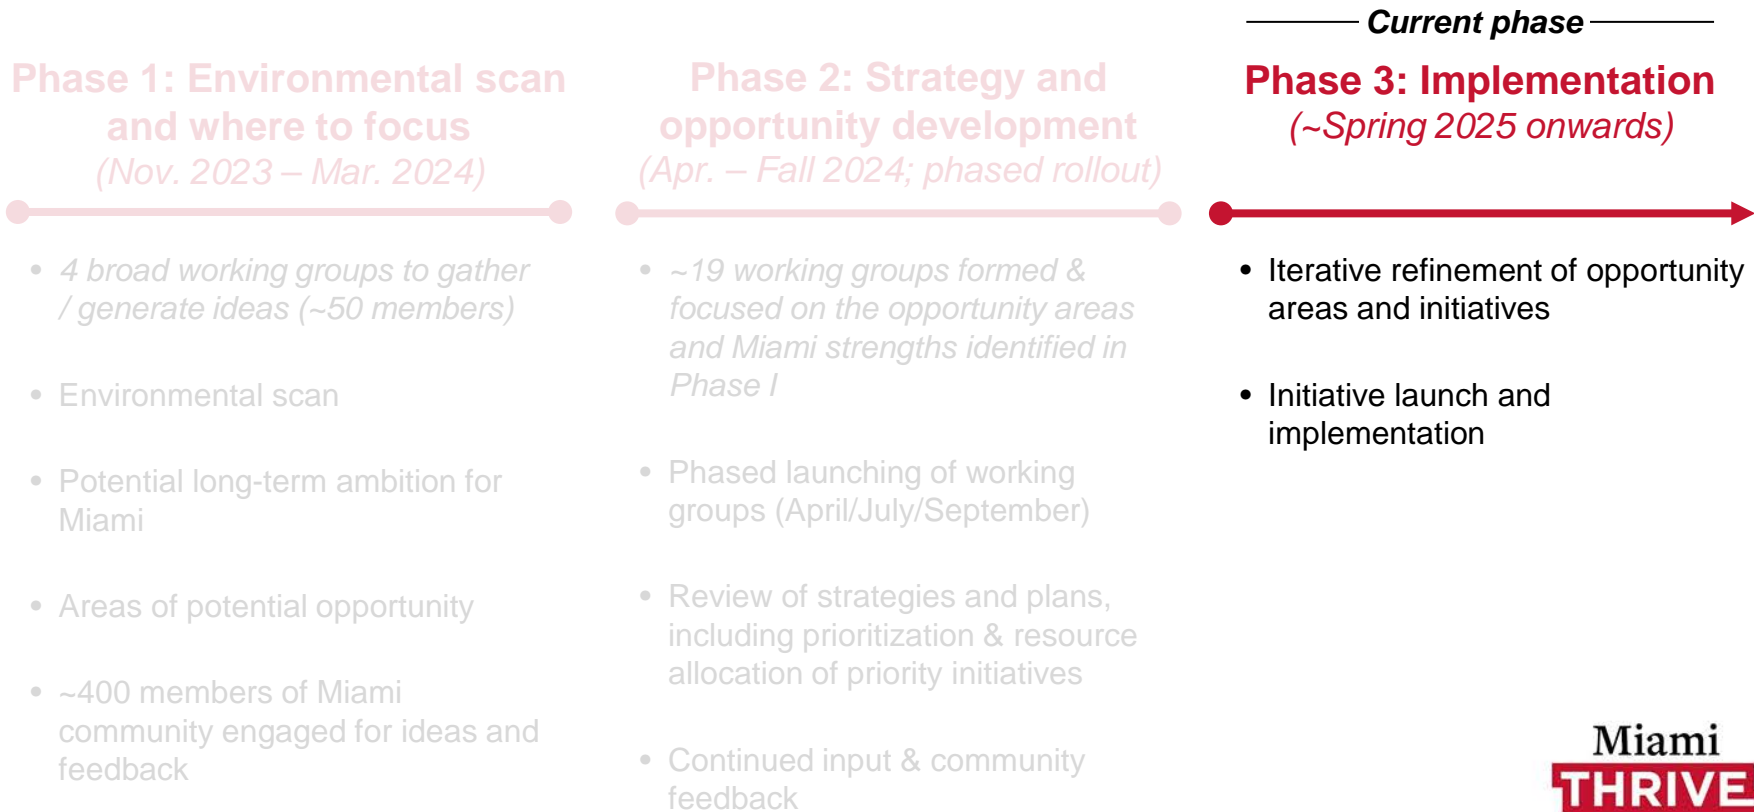 Current phase
Phase 1: Environmental scan
and where to focus
(Nov. 2023 – Mar. 2024)
• 4 broad working groups to gather
/ generate ideas (~50 members)
• Environmental scan
• Potential long-term ambition for
Miami
• Areas of potential opportunity
• ~400 members of Miami
community engaged for ideas and
feedback
Phase 2: Strategy and
opportunity development
(Apr. – Fall 2024; phased rollout)
• ~19 working groups formed &
focused on the opportunity areas
and Miami strengths identified in
Phase I
• Phased launching of working
groups (April/July/September)
• Review of strategies and plans,
including prioritization & resource
allocation of priority initiatives
• Continued input & community
feedback
Phase 3: Implementation
(~Spring 2025 onwards)
• Iterative refinement of opportunity
areas and initiatives
• Initiative launch and
implementation
Miami
THRIVE